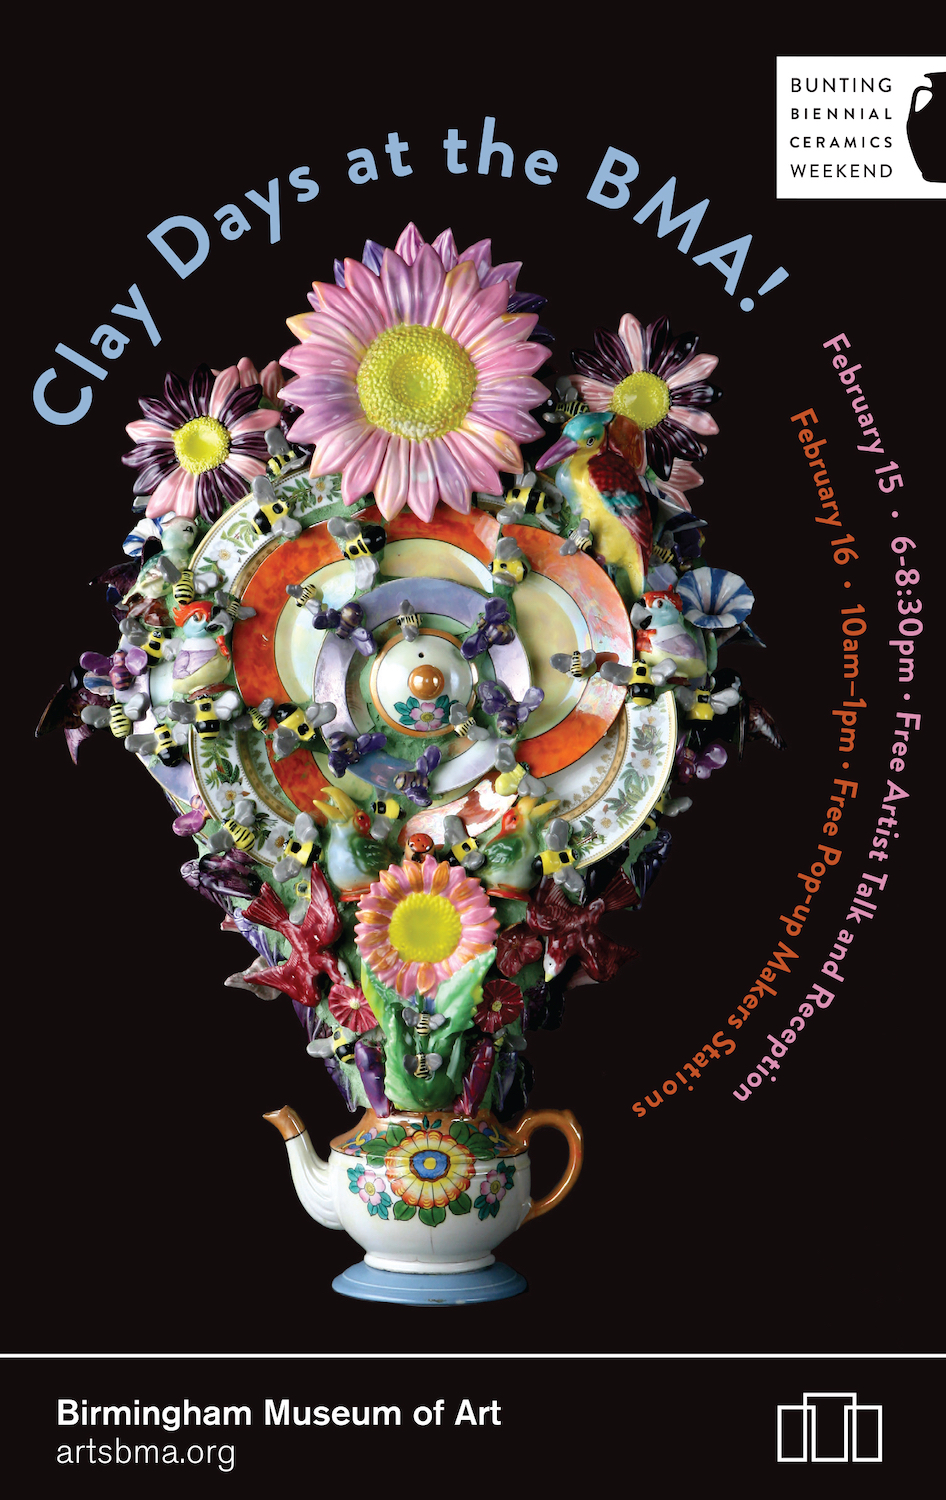 BUNTING
BIENNIAL
CERAMICS
WEEKEND
Clay Days at the BMA!
February 15 • 6-8:30pm • Free Artist Talk and Reception
February 16 • 10am–1pm • Free Pop-up Makers Stations
Birmingham Museum of Art
artsbma.org